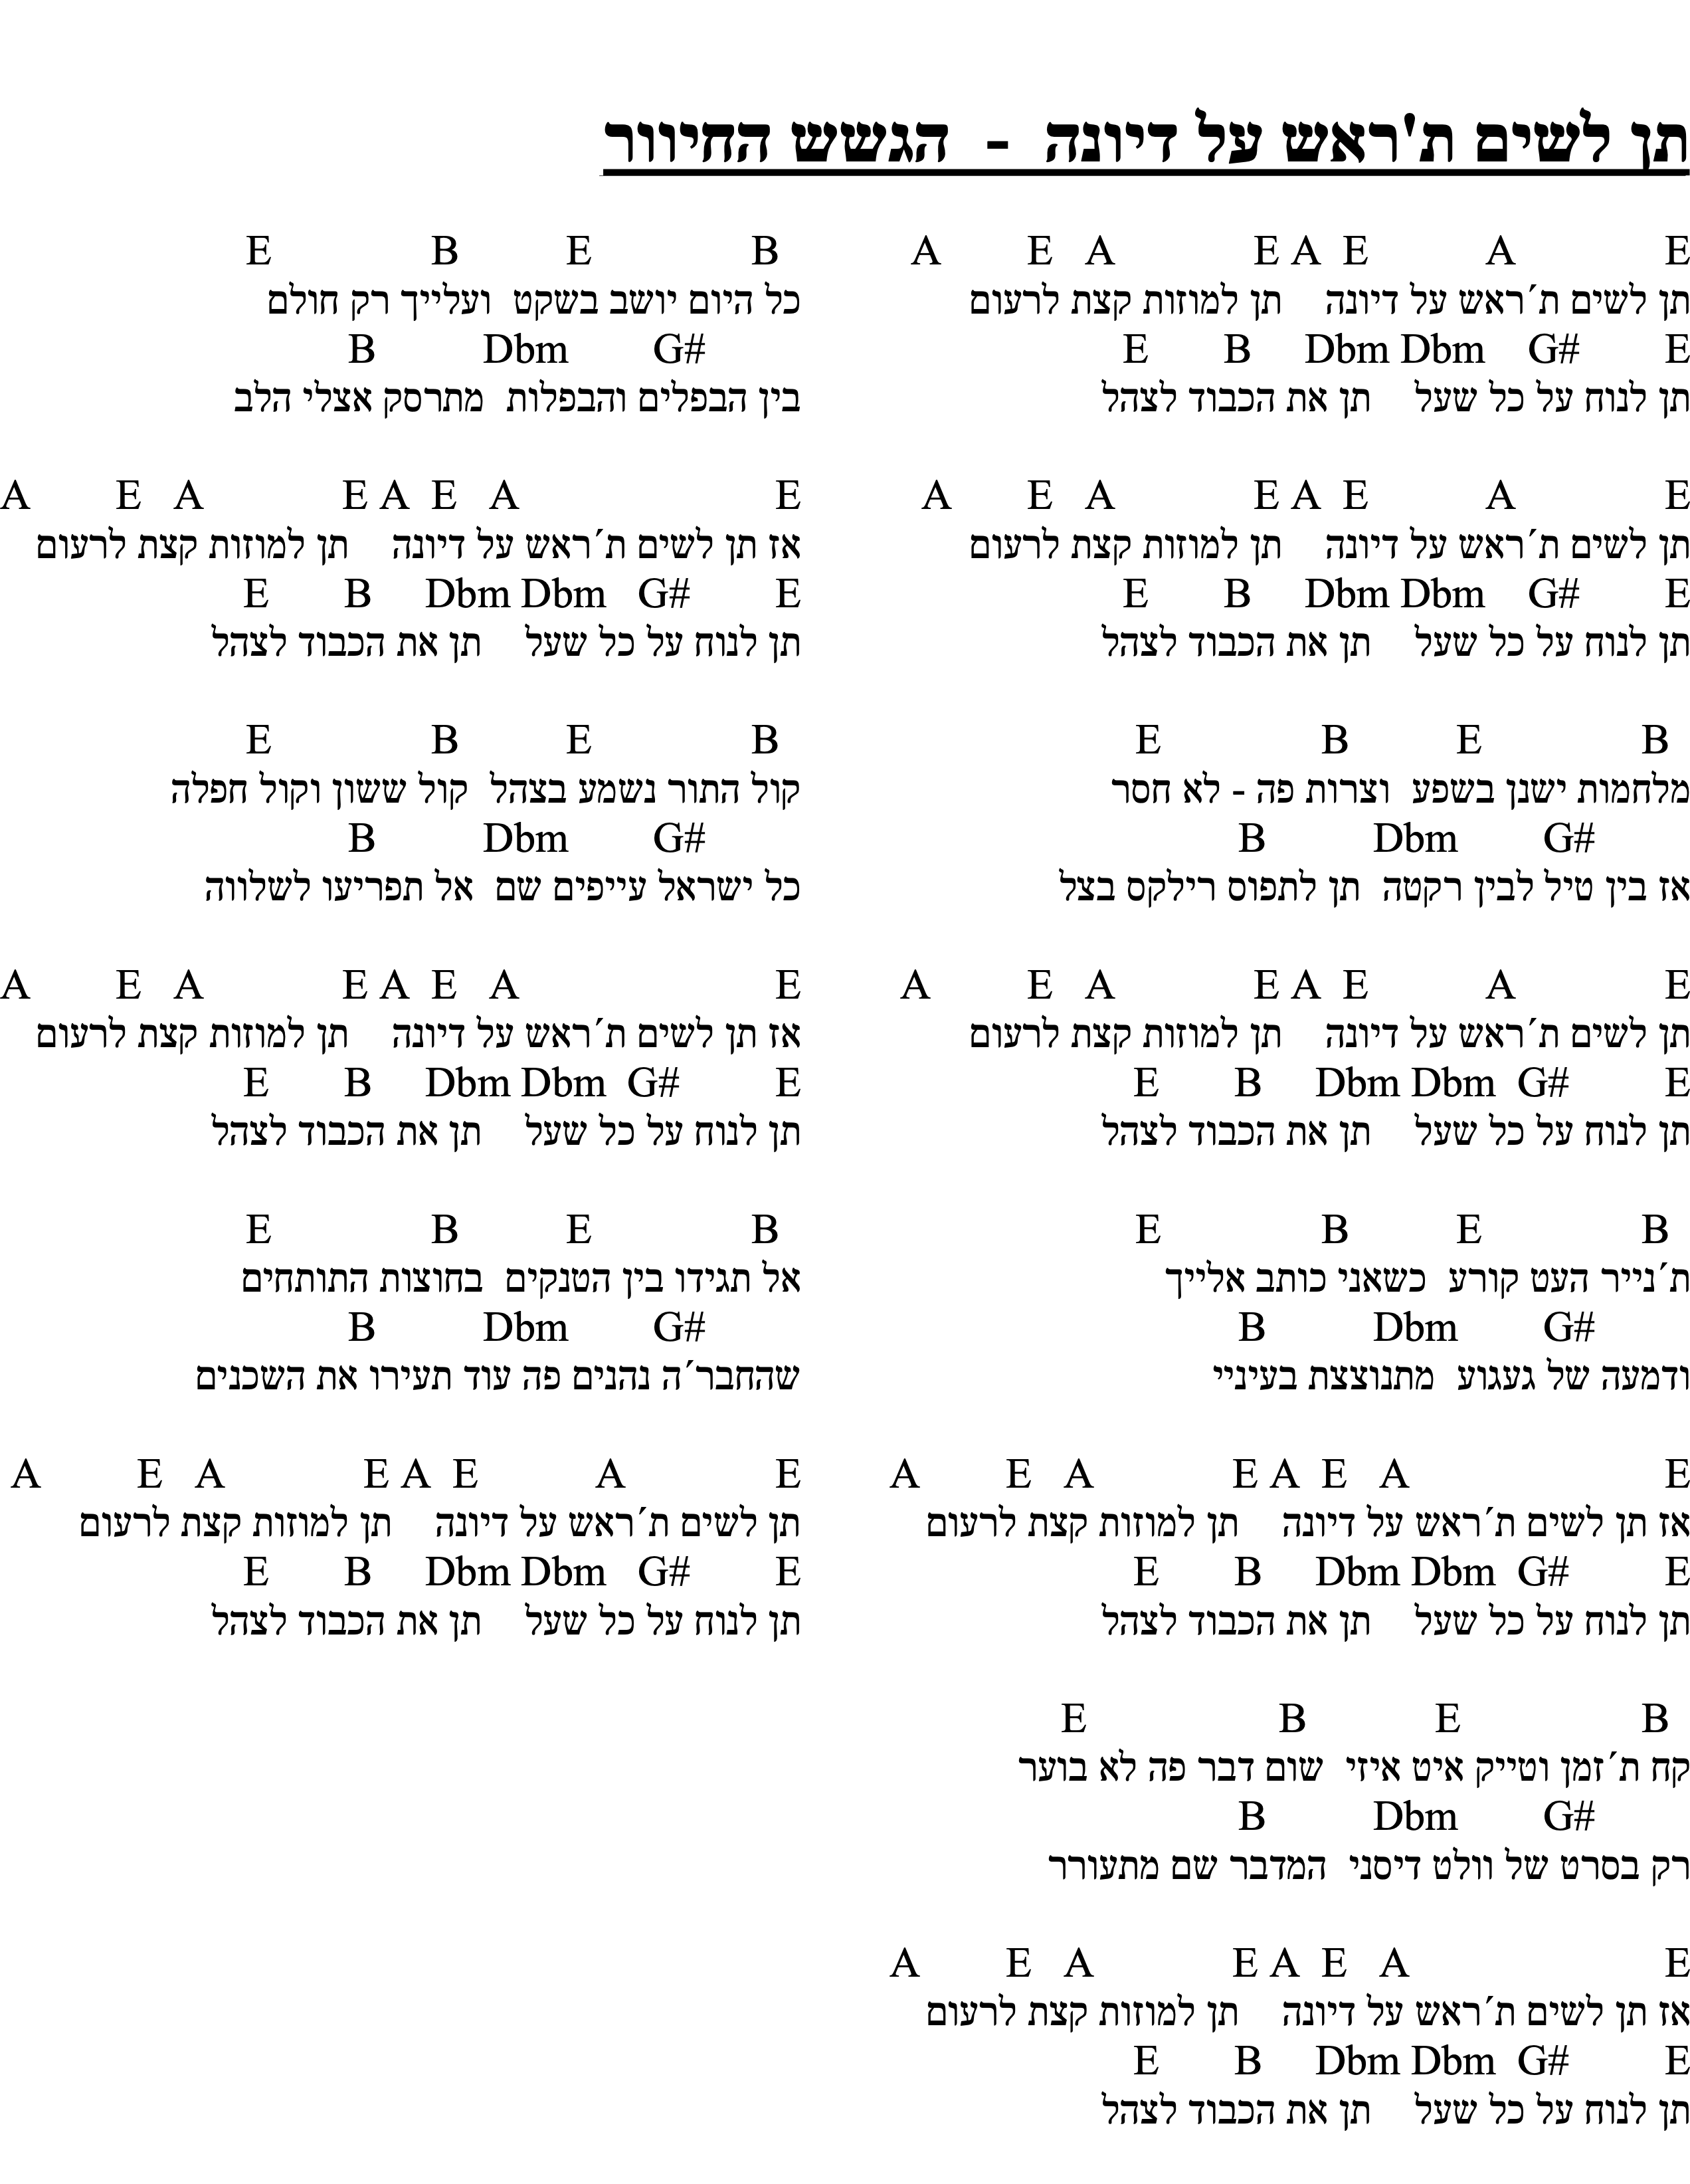 תן לשים ת'ראש על דיונה - הגשש החיוור
A E A E A E A E
תן לשים ת´ראש על דיונה תן למוזות קצת לרעום
E B Dbm Dbm G# E
תן לנוח על כל שעל תן את הכבוד לצהל
A E A E A E A E
תן לשים ת´ראש על דיונה תן למוזות קצת לרעום
E B Dbm Dbm G# E
תן לנוח על כל שעל תן את הכבוד לצהל
E B E B
מלחמות ישנן בשפע וצרות פה - לא חסר
B Dbm G#
אז בין טיל לבין רקטה תן לתפוס רילקס בצל
A E A E A E A E
תן לשים ת´ראש על דיונה תן למוזות קצת לרעום
E B Dbm Dbm G# E
תן לנוח על כל שעל תן את הכבוד לצהל
E B E B
ת´נייר העט קורע כשאני כותב אלייך
B Dbm G#
ודמעה של געגוע מתנוצצת בעיניי
A E A E A E A E
אז תן לשים ת´ראש על דיונה תן למוזות קצת לרעום
E B Dbm Dbm G# E
תן לנוח על כל שעל תן את הכבוד לצהל
E B E B
קח ת´זמן וטייק איט איזי שום דבר פה לא בוער
B Dbm G#
רק בסרט של וולט דיסני המדבר שם מתעורר
A E A E A E A E
אז תן לשים ת´ראש על דיונה תן למוזות קצת לרעום
E B Dbm Dbm G# E
תן לנוח על כל שעל תן את הכבוד לצהל
E B E B
כל היום יושב בשקט ועלייך רק חולם
B Dbm G#
בין הבפלים והבפלות מתרסק אצלי הלב
A E A E A E A E
אז תן לשים ת´ראש על דיונה תן למוזות קצת לרעום
E B Dbm Dbm G# E
תן לנוח על כל שעל תן את הכבוד לצהל
E B E B
קול התור נשמע בצהל קול ששון וקול חפלה
B Dbm G#
כל ישראל עייפים שם אל תפריעו לשלווה
A E A E A E A E
אז תן לשים ת´ראש על דיונה תן למוזות קצת לרעום
E B Dbm Dbm G# E
תן לנוח על כל שעל תן את הכבוד לצהל
E B E B
אל תגידו בין הטנקים בחוצות התותחים
B Dbm G#
שהחבר´ה נהנים פה עוד תעירו את השכנים
A E A E A E A E
תן לשים ת´ראש על דיונה תן למוזות קצת לרעום
E B Dbm Dbm G# E
תן לנוח על כל שעל תן את הכבוד לצהל